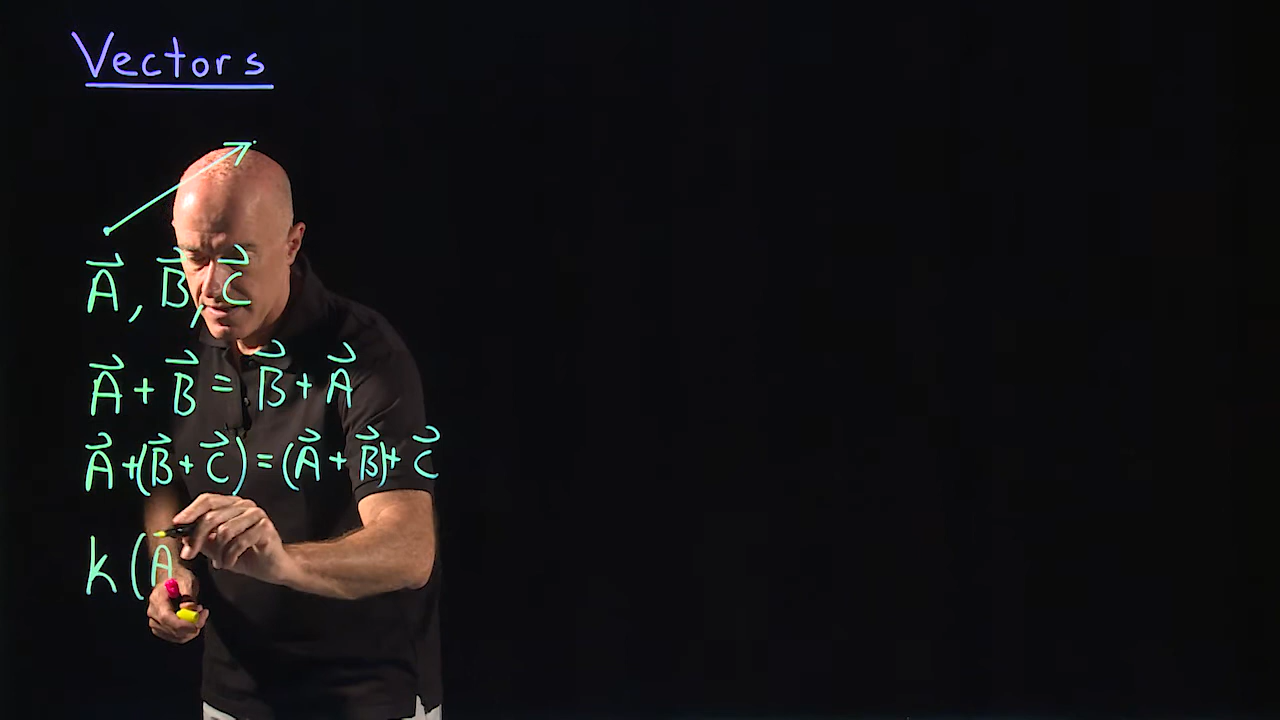 Vectors
A⃗, B⃗, C⃗
A⃗ + B⃗ = B⃗ + A⃗
A⃗ + (B⃗ + C⃗) = (A⃗ + B⃗) + C⃗
k (A